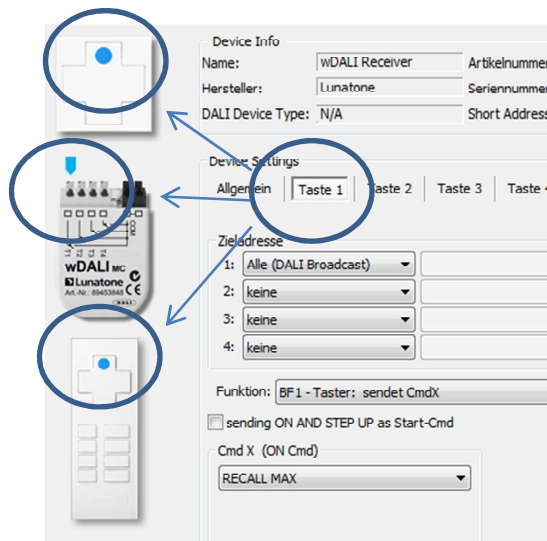 Device Info
Name: wDALI Receiver Artikelnummer
Hersteller: Lunatone Seriennummer
DALI Device Type: N/A Short Address
Device Settings
Allgemein Taste 1 Taste 2 Taste 3 Taste 4
Zieladresse
1: Alle (DALI Broadcast)
2: keine
3: keine
4: keine
Funktion: BF1 - Taster: sendet CmdX
sending ON AND STEP UP as Start-Cmd
Cmd X (ON Cmd)
RECALL MAX
COM
wDALI MC
Lunatone CE
Art.-Nr.: 89453848
DALI